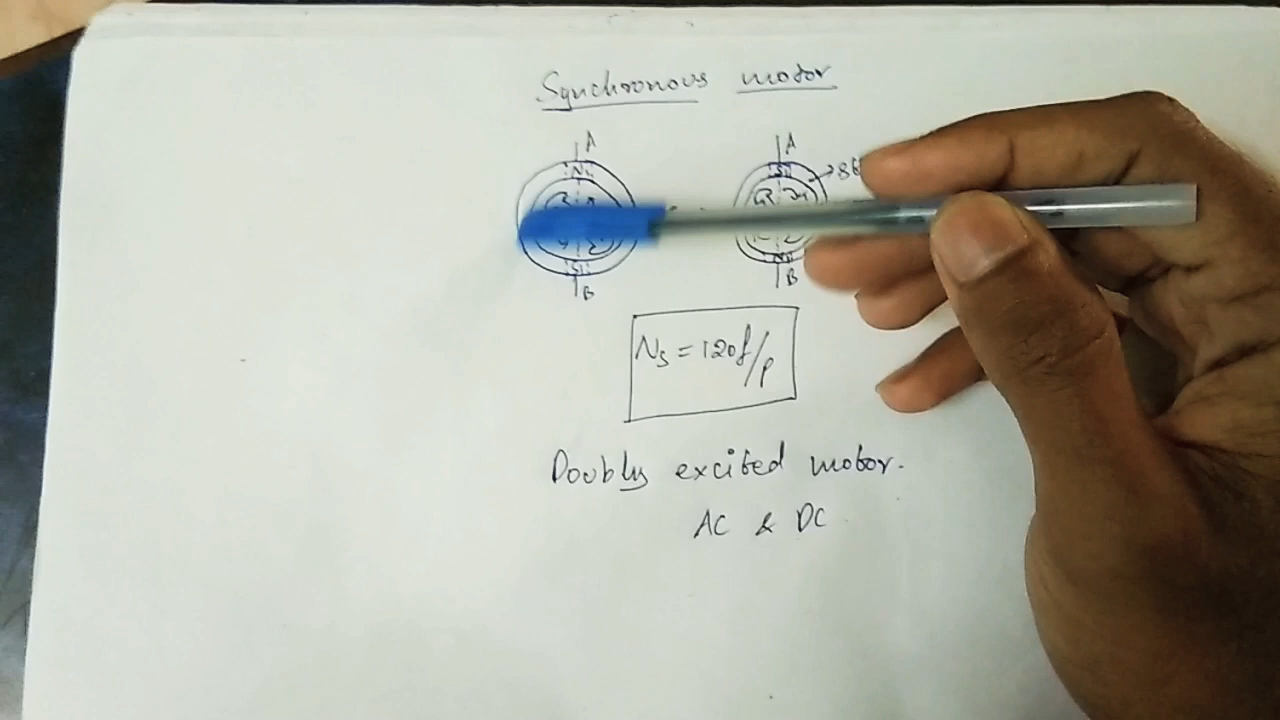 Synchronous motor
A A
N S
S N
B B
Ns = 120f/P
Doubly excited motor.
AC & DC